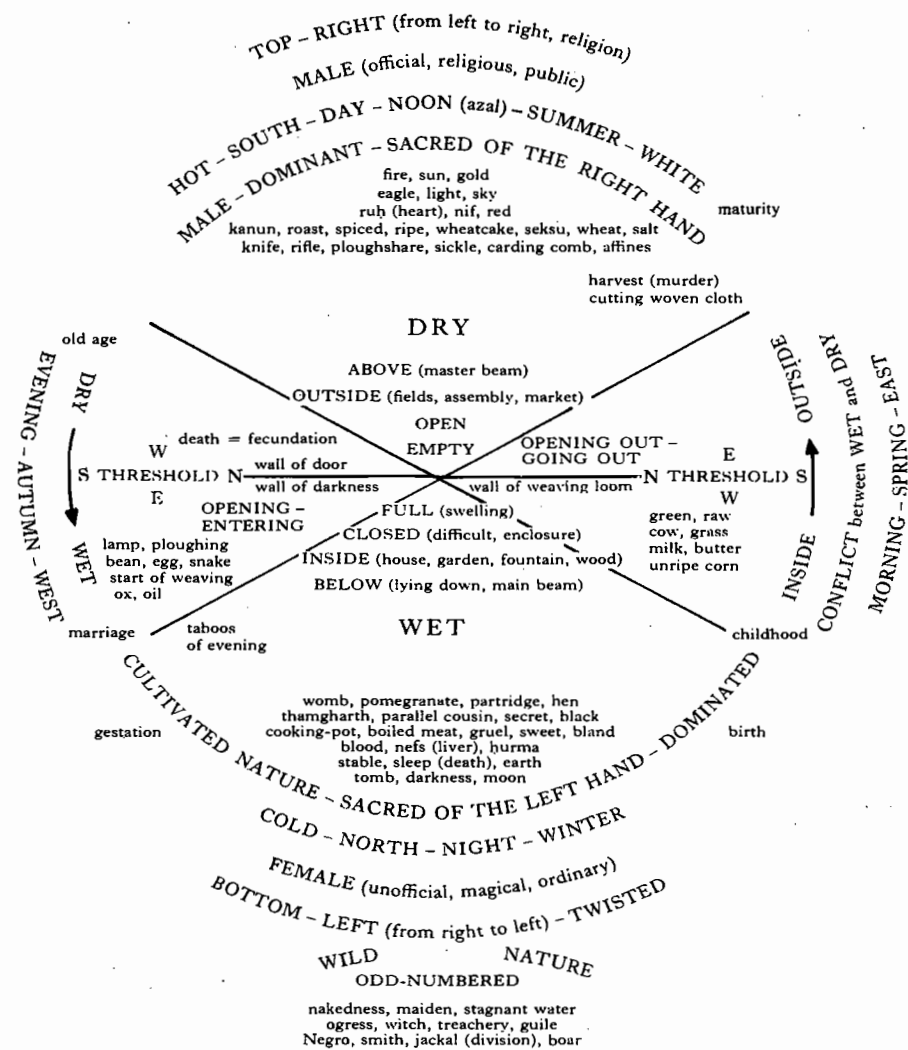 TOP – RIGHT (from left to right, religion)
MALE (official, religious, public)
HOT – SOUTH – DAY – NOON (azal) – SUMMER – WHITE
MALE – DOMINANT – SACRED OF THE RIGHT HAND
fire, sun, gold
eagle, light, sky
ruḥ (heart), nif, red
kanun, roast, spiced, ripe, wheatcake, seksu, wheat, salt
knife, rifle, ploughshare, sickle, carding comb, affines
maturity
harvest (murder)
cutting woven cloth
DRY
old age
ABOVE (master beam)
OUTSIDE (fields, assembly, market)
OPEN
EMPTY
EVENING – AUTUMN – WEST
DRY
WET
death = fecundation
W
S THRESHOLD N
E
wall of door
wall of darkness
OPENING –
ENTERING
OPENING OUT –
GOING OUT
wall of weaving loom
E
N THRESHOLD S
W
OUTSIDE
INSIDE
CONFLICT between WET and DRY
MORNING – SPRING – EAST
FULL (swelling)
CLOSED (difficult, enclosure)
INSIDE (house, garden, fountain, wood)
BELOW (lying down, main beam)
lamp, ploughing
bean, egg, snake
start of weaving
ox, oil
green, raw
cow, grass
milk, butter
unripe corn
marriage
taboos
of evening
WET
childhood
gestation
birth
womb, pomegranate, partridge, hen
thamgharth, parallel cousin, secret, black
cooking-pot, boiled meat, gruel, sweet, bland
blood, nefs (liver), ḥurma
stable, sleep (death), earth
tomb, darkness, moon
CULTIVATED NATURE – SACRED OF THE LEFT HAND – DOMINATED
COLD – NORTH – NIGHT – WINTER
FEMALE (unofficial, magical, ordinary)
BOTTOM – LEFT (from right to left) – TWISTED
WILD NATURE
ODD-NUMBERED
nakedness, maiden, stagnant water
ogress, witch, treachery, guile
Negro, smith, jackal (division), boar